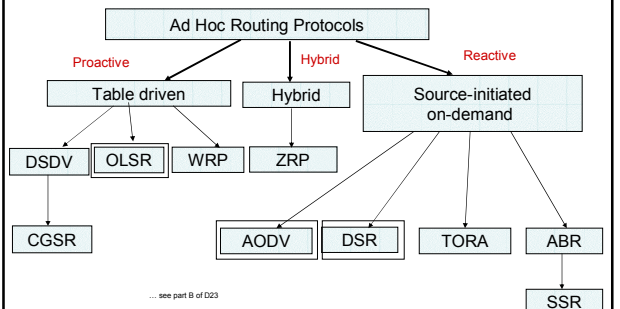 Ad Hoc Routing Protocols
Proactive
Hybrid
Reactive
Table driven
Hybrid
Source-initiated
on-demand
DSDV
OLSR
WRP
ZRP
CGSR
AODV
DSR
TORA
ABR
... see part B of D23
SSR